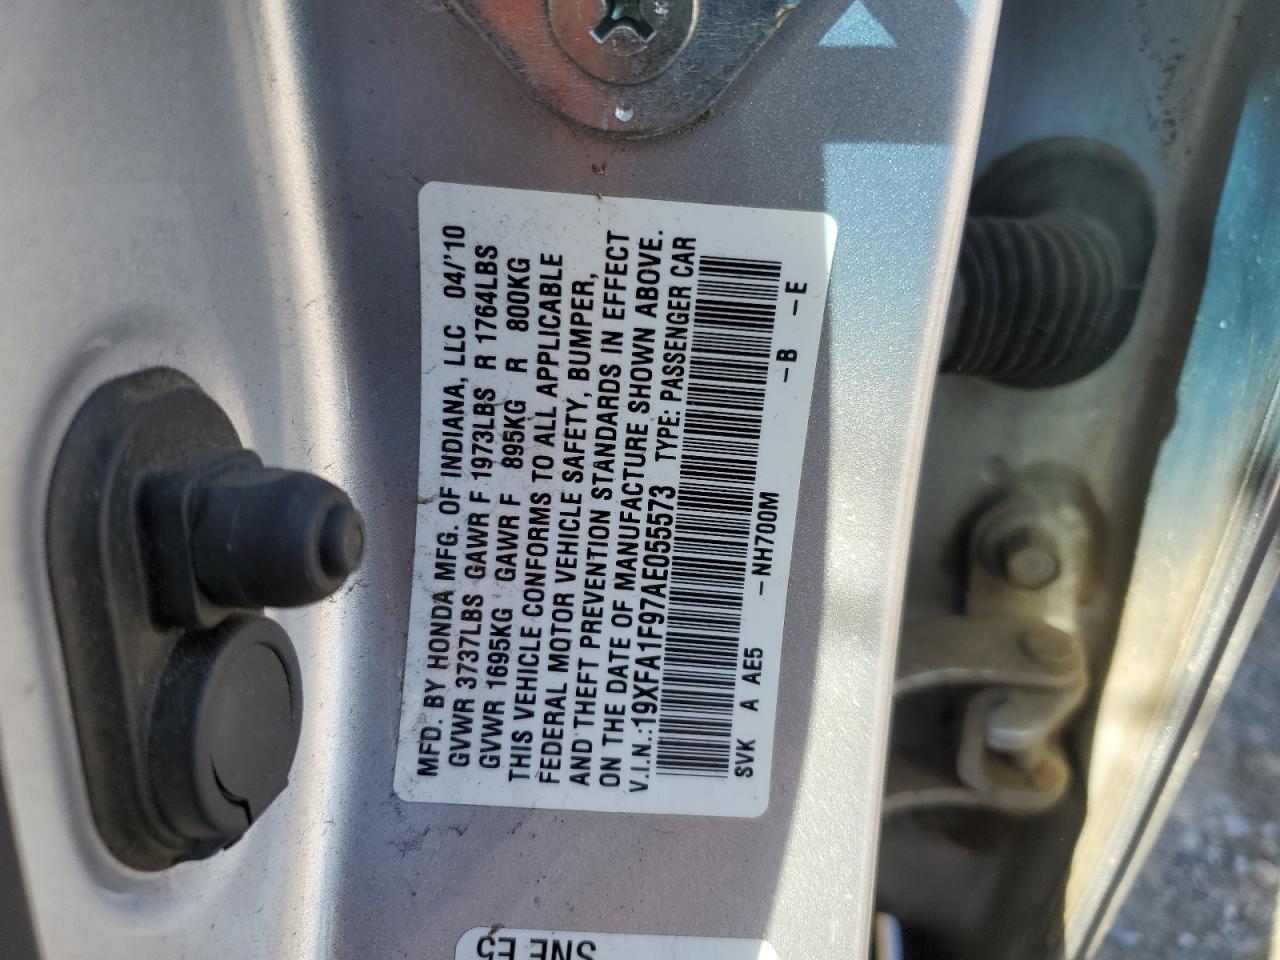 MFD. BY HONDA MFG. OF INDIANA, LLC 04/'10
GVWR 3737LBS GAWR F 1973LBS R 1764LBS
GVWR 1695KG GAWR F 895KG R 800KG
THIS VEHICLE CONFORMS TO ALL APPLICABLE
FEDERAL MOTOR VEHICLE SAFETY, BUMPER,
AND THEFT PREVENTION STANDARDS IN EFFECT
ON THE DATE OF MANUFACTURE SHOWN ABOVE.
V.I.N.:19XFA1F97AE055573 TYPE: PASSENGER CAR
SVK A AE5 -NH700M -B -E